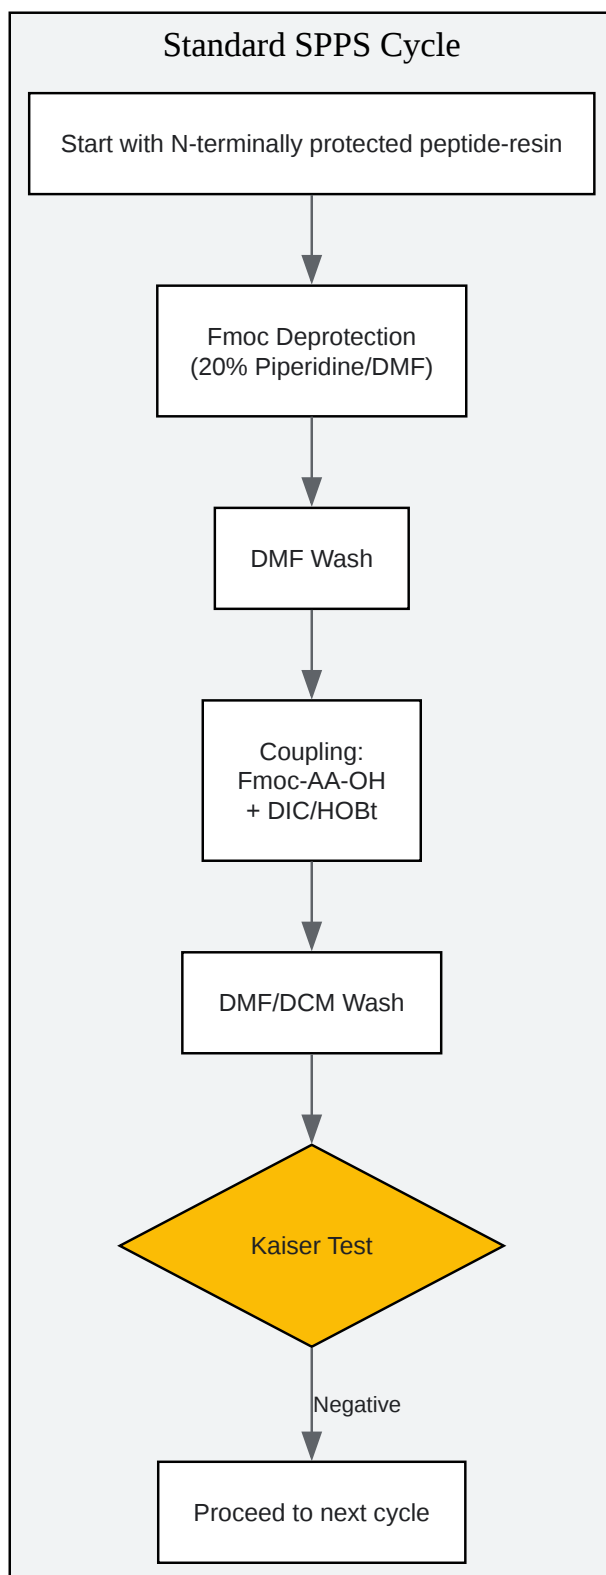 Standard SPPS Cycle
Start with N-terminally protected peptide-resin
Fmoc Deprotection
(20% Piperidine/DMF)
DMF Wash
Coupling:
Fmoc-AA-OH
+ DIC/HOBt
DMF/DCM Wash
Kaiser Test
Negative
Proceed to next cycle